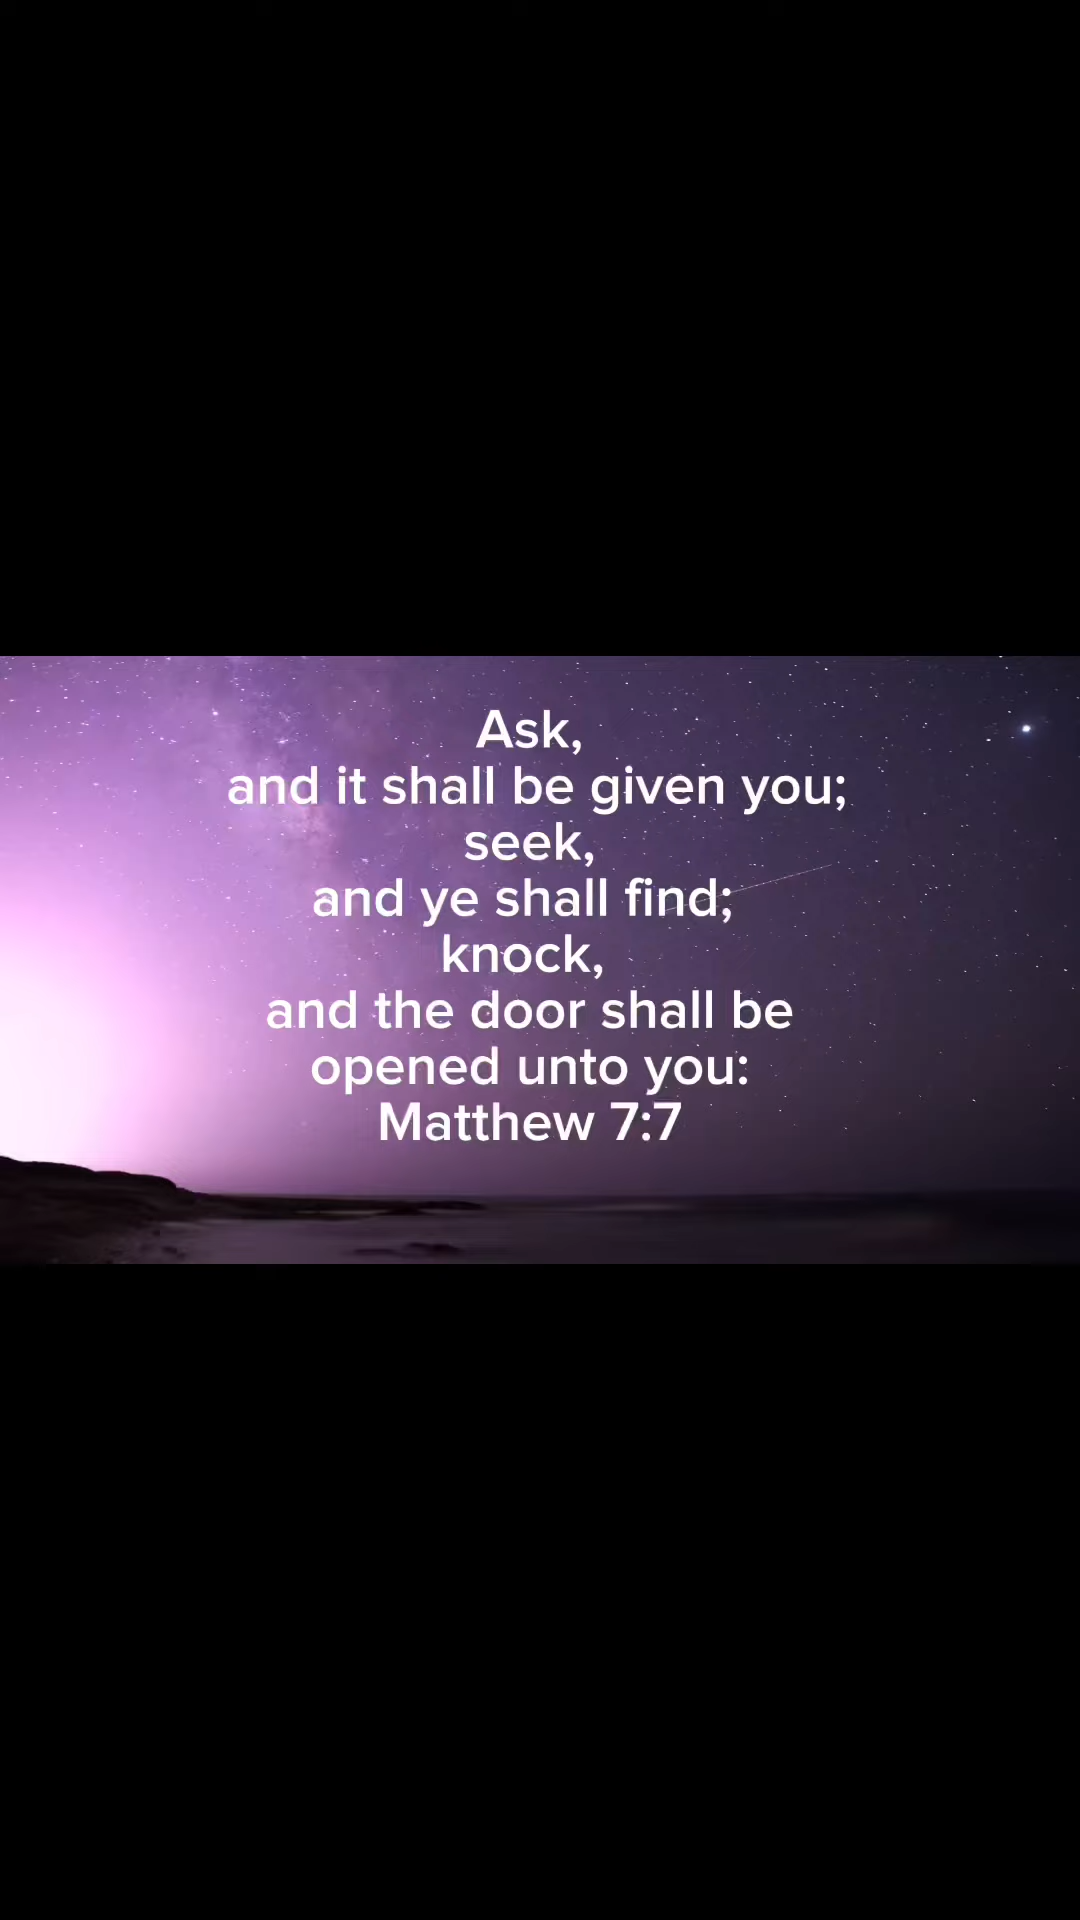 Ask,
and it shall be given you;
seek,
and ye shall find;
knock,
and the door shall be
opened unto you:
Matthew 7:7